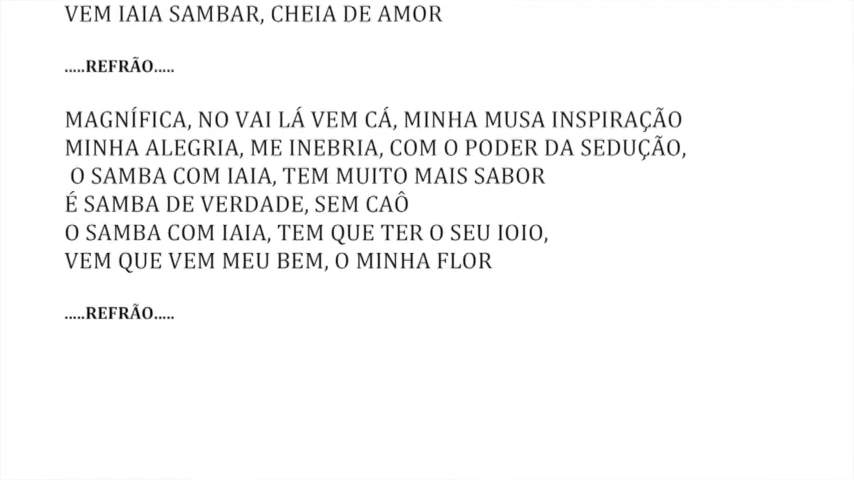 VEM IAIA SAMBAR, CHEIA DE AMOR
.....REFRÃO.....
MAGNÍFICA, NO VAI LÁ VEM CÁ, MINHA MUSA INSPIRAÇÃO
MINHA ALEGRIA, ME INEBRIA, COM O PODER DA SEDUÇÃO,
O SAMBA COM IAIA, TEM MUITO MAIS SABOR
É SAMBA DE VERDADE, SEM CAÔ
O SAMBA COM IAIA, TEM QUE TER O SEU IOIO,
VEM QUE VEM MEU BEM, O MINHA FLOR
.....REFRÃO.....